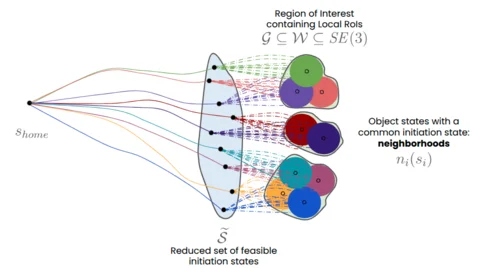 Region of Interest
containing Local RoIs
𝒢 ⊆ 𝒲 ⊆ SE(3)
s_home
Object states with a
common initiation state:
neighborhoods
n_i(s_i)
S̃
Reduced set of feasible
initiation states